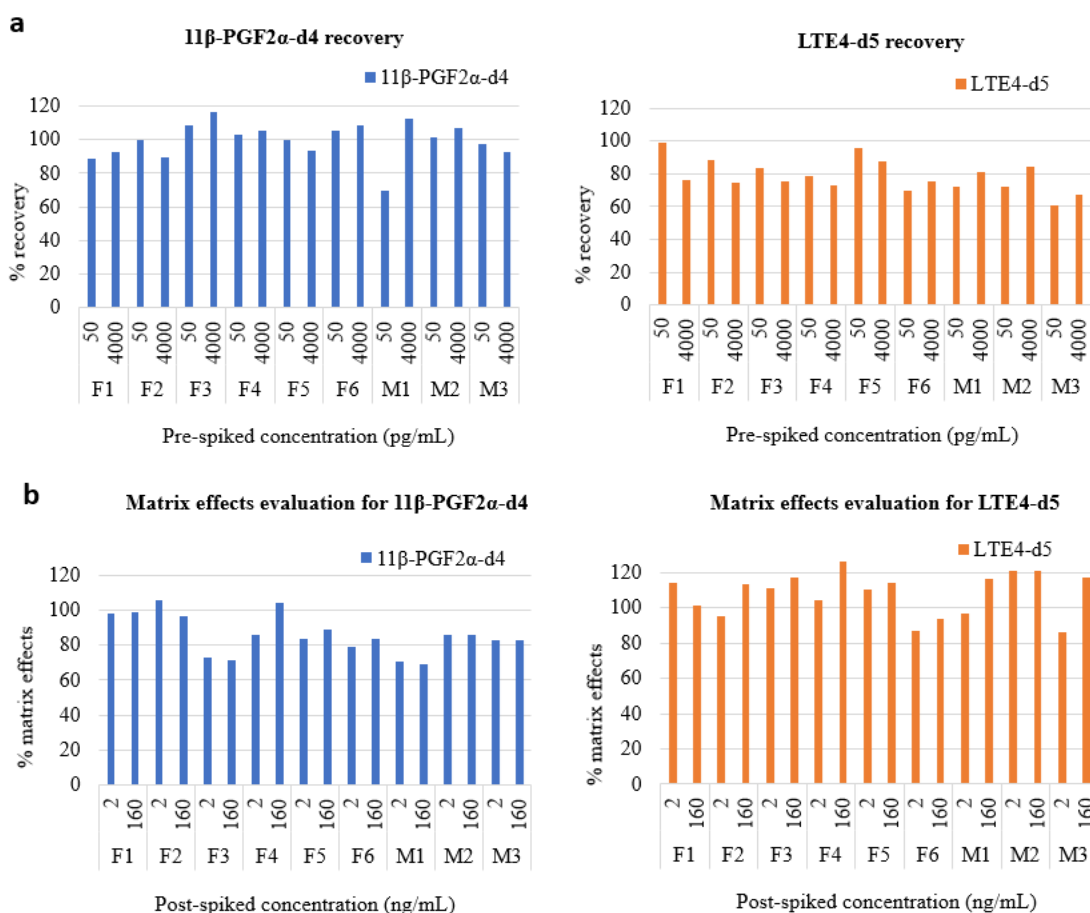 a
11β-PGF2α-d4 recovery
11β-PGF2α-d4
% recovery
120
100
80
60
40
20
0
50 4000 50 4000 50 4000 50 4000 50 4000 50 4000 50 4000 50 4000 50 4000
F1 F2 F3 F4 F5 F6 M1 M2 M3
Pre-spiked concentration (pg/mL)
LTE4-d5 recovery
LTE4-d5
% recovery
120
100
80
60
40
20
0
50 4000 50 4000 50 4000 50 4000 50 4000 50 4000 50 4000 50 4000 50 4000
F1 F2 F3 F4 F5 F6 M1 M2 M3
Pre-spiked concentration (pg/mL)
b
Matrix effects evaluation for 11β-PGF2α-d4
11β-PGF2α-d4
% matrix effects
120
100
80
60
40
20
0
2 160 2 160 2 160 2 160 2 160 2 160 2 160 2 160 2 160
F1 F2 F3 F4 F5 F6 M1 M2 M3
Post-spiked concentration (ng/mL)
Matrix effects evaluation for LTE4-d5
LTE4-d5
% matrix effects
120
100
80
60
40
20
0
2 160 2 160 2 160 2 160 2 160 2 160 2 160 2 160 2 160
F1 F2 F3 F4 F5 F6 M1 M2 M3
Post-spiked concentration (ng/mL)